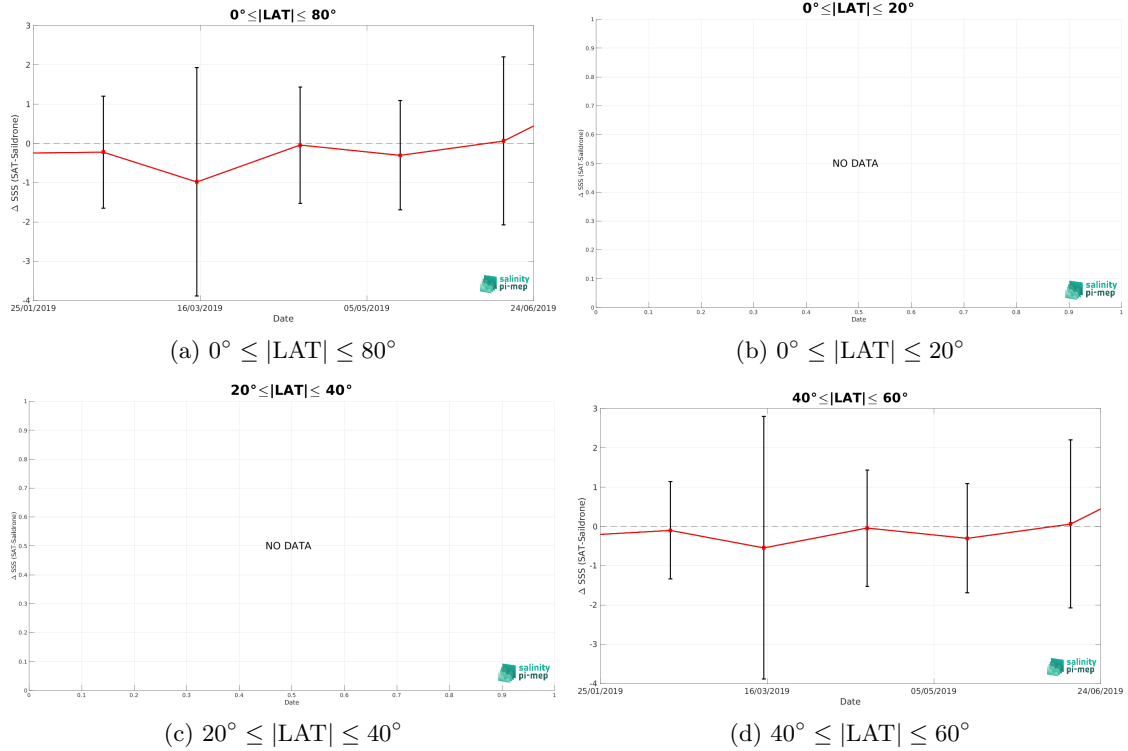 0°≤|LAT|≤ 80°
3
2
1
0
-1
-2
-3
-4
Δ SSS (SAT-Saildrone)
25/01/2019 16/03/2019 05/05/2019 24/06/2019
Date
salinity
pi-mep
(a) 0° ≤ |LAT| ≤ 80°
0°≤|LAT|≤ 20°
1
0.9
0.8
0.7
0.6
0.5
0.4
0.3
0.2
0.1
0
Δ SSS (SAT-Saildrone)
NO DATA
0 0.1 0.2 0.3 0.4 0.5 0.6 0.7 0.8 0.9 1
Date
salinity
pi-mep
(b) 0° ≤ |LAT| ≤ 20°
20°≤|LAT|≤ 40°
1
0.9
0.8
0.7
0.6
0.5
0.4
0.3
0.2
0.1
0
Δ SSS (SAT-Saildrone)
NO DATA
0 0.1 0.2 0.3 0.4 0.5 0.6 0.7 0.8 0.9 1
Date
salinity
pi-mep
(c) 20° ≤ |LAT| ≤ 40°
40°≤|LAT|≤ 60°
3
2
1
0
-1
-2
-3
-4
Δ SSS (SAT-Saildrone)
25/01/2019 16/03/2019 05/05/2019 24/06/2019
Date
salinity
pi-mep
(d) 40° ≤ |LAT| ≤ 60°